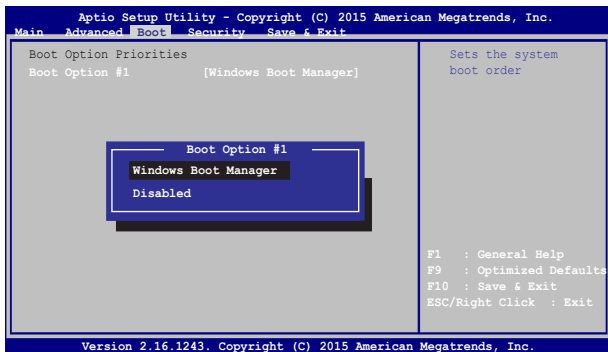 Aptio Setup Utility - Copyright (C) 2015 American Megatrends, Inc.
Main Advanced Boot Security Save & Exit
Boot Option Priorities
Boot Option #1 [Windows Boot Manager]
Sets the system
boot order
Boot Option #1
Windows Boot Manager
Disabled
F1 : General Help
F9 : Optimized Defaults
F10 : Save & Exit
ESC/Right Click : Exit
Version 2.16.1243. Copyright (C) 2015 American Megatrends, Inc.